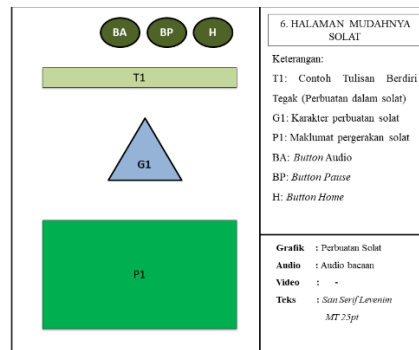 BA BP H
T1
G1
P1
6. HALAMAN MUDAHNYA
SOLAT
Keterangan:
T1: Contoh Tulisan Berdiri
Tegak (Perbuatan dalam solat)
G1: Karakter perbuatan solat
P1: Maklumat pergerakan solat
BA: Button Audio
BP: Button Pause
H: Button Home
Grafik : Perbuatan Solat
Audio : Audio bacaan
Video : -
Teks : San Serif Levenim
MT 25pt